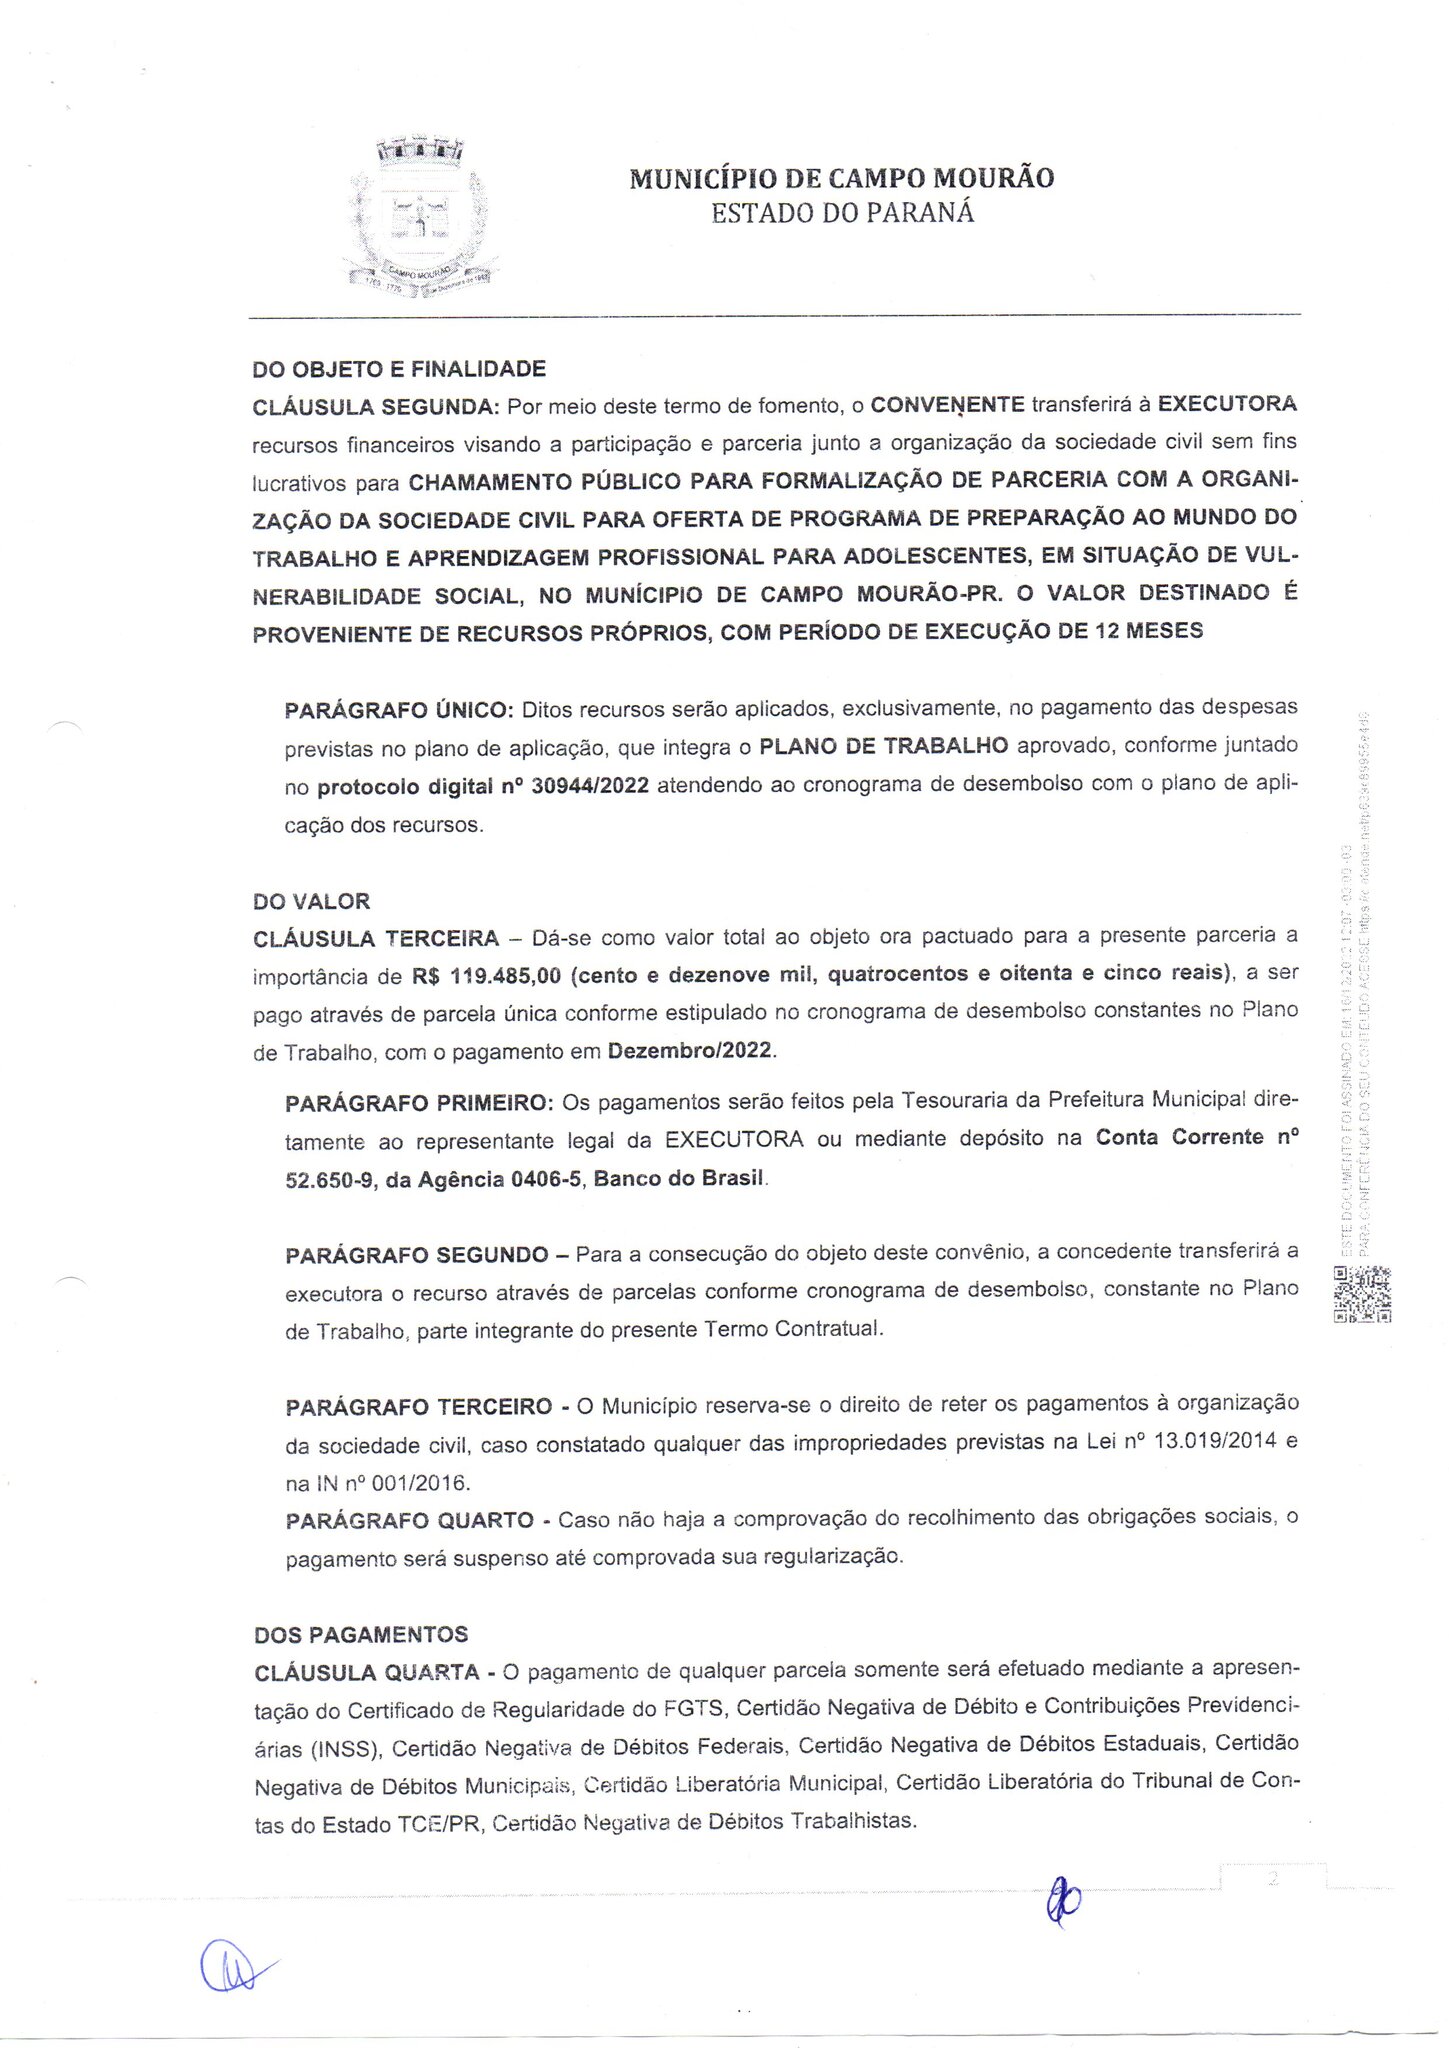 MUNICÍPIO DE CAMPO MOURÃO
ESTADO DO PARANÁ
CAMPO MOURÃO
DO OBJETO E FINALIDADE
CLÁUSULA SEGUNDA: Por meio deste termo de fomento, o CONVENENTE transferirá à EXECUTORA
recursos financeiros visando a participação e parceria junto a organização da sociedade civil sem fins
lucrativos para CHAMAMENTO PÚBLICO PARA FORMALIZAÇÃO DE PARCERIA COM A ORGANI-
ZAÇÃO DA SOCIEDADE CIVIL PARA OFERTA DE PROGRAMA DE PREPARAÇÃO AO MUNDO DO
TRABALHO E APRENDIZAGEM PROFISSIONAL PARA ADOLESCENTES, EM SITUAÇÃO DE VUL-
NERABILIDADE SOCIAL, NO MUNÍCIPIO DE CAMPO MOURÃO-PR. O VALOR DESTINADO É
PROVENIENTE DE RECURSOS PRÓPRIOS, COM PERÍODO DE EXECUÇÃO DE 12 MESES
PARÁGRAFO ÚNICO: Ditos recursos serão aplicados, exclusivamente, no pagamento das despesas
previstas no plano de aplicação, que integra o PLANO DE TRABALHO aprovado, conforme juntado
no protocolo digital nº 30944/2022 atendendo ao cronograma de desembolso com o plano de apli-
cação dos recursos.
DO VALOR
CLÁUSULA TERCEIRA – Dá-se como valor total ao objeto ora pactuado para a presente parceria a
importância de R$ 119.485,00 (cento e dezenove mil, quatrocentos e oitenta e cinco reais), a ser
pago através de parcela única conforme estipulado no cronograma de desembolso constantes no Plano
de Trabalho, com o pagamento em Dezembro/2022.
PARÁGRAFO PRIMEIRO: Os pagamentos serão feitos pela Tesouraria da Prefeitura Municipal dire-
tamente ao representante legal da EXECUTORA ou mediante depósito na Conta Corrente nº
52.650-9, da Agência 0406-5, Banco do Brasil.
PARÁGRAFO SEGUNDO – Para a consecução do objeto deste convênio, a concedente transferirá a
executora o recurso através de parcelas conforme cronograma de desembolso, constante no Plano
de Trabalho, parte integrante do presente Termo Contratual.
PARÁGRAFO TERCEIRO - O Município reserva-se o direito de reter os pagamentos à organização
da sociedade civil, caso constatado qualquer das impropriedades previstas na Lei nº 13.019/2014 e
na IN nº 001/2016.
PARÁGRAFO QUARTO - Caso não haja a comprovação do recolhimento das obrigações sociais, o
pagamento será suspenso até comprovada sua regularização.
DOS PAGAMENTOS
CLÁUSULA QUARTA - O pagamento de qualquer parcela somente será efetuado mediante a apresen-
tação do Certificado de Regularidade do FGTS, Certidão Negativa de Débito e Contribuições Previdenci-
árias (INSS), Certidão Negativa de Débitos Federais, Certidão Negativa de Débitos Estaduais, Certidão
Negativa de Débitos Municipais, Certidão Liberatória Municipal, Certidão Liberatória do Tribunal de Con-
tas do Estado TCE/PR, Certidão Negativa de Débitos Trabalhistas.
2
ESTE DOCUMENTO FOI ASSINADO EM:
PARA CONFERÊNCIA DO SEU CONTEÚDO ACESSE